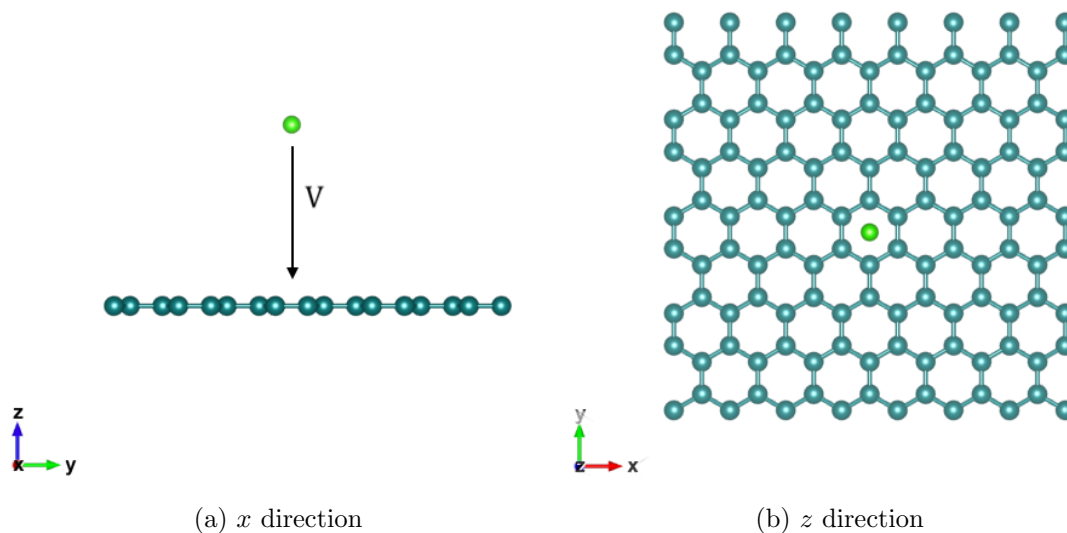 V
z
x y
y
z x
(a) x direction
(b) z direction